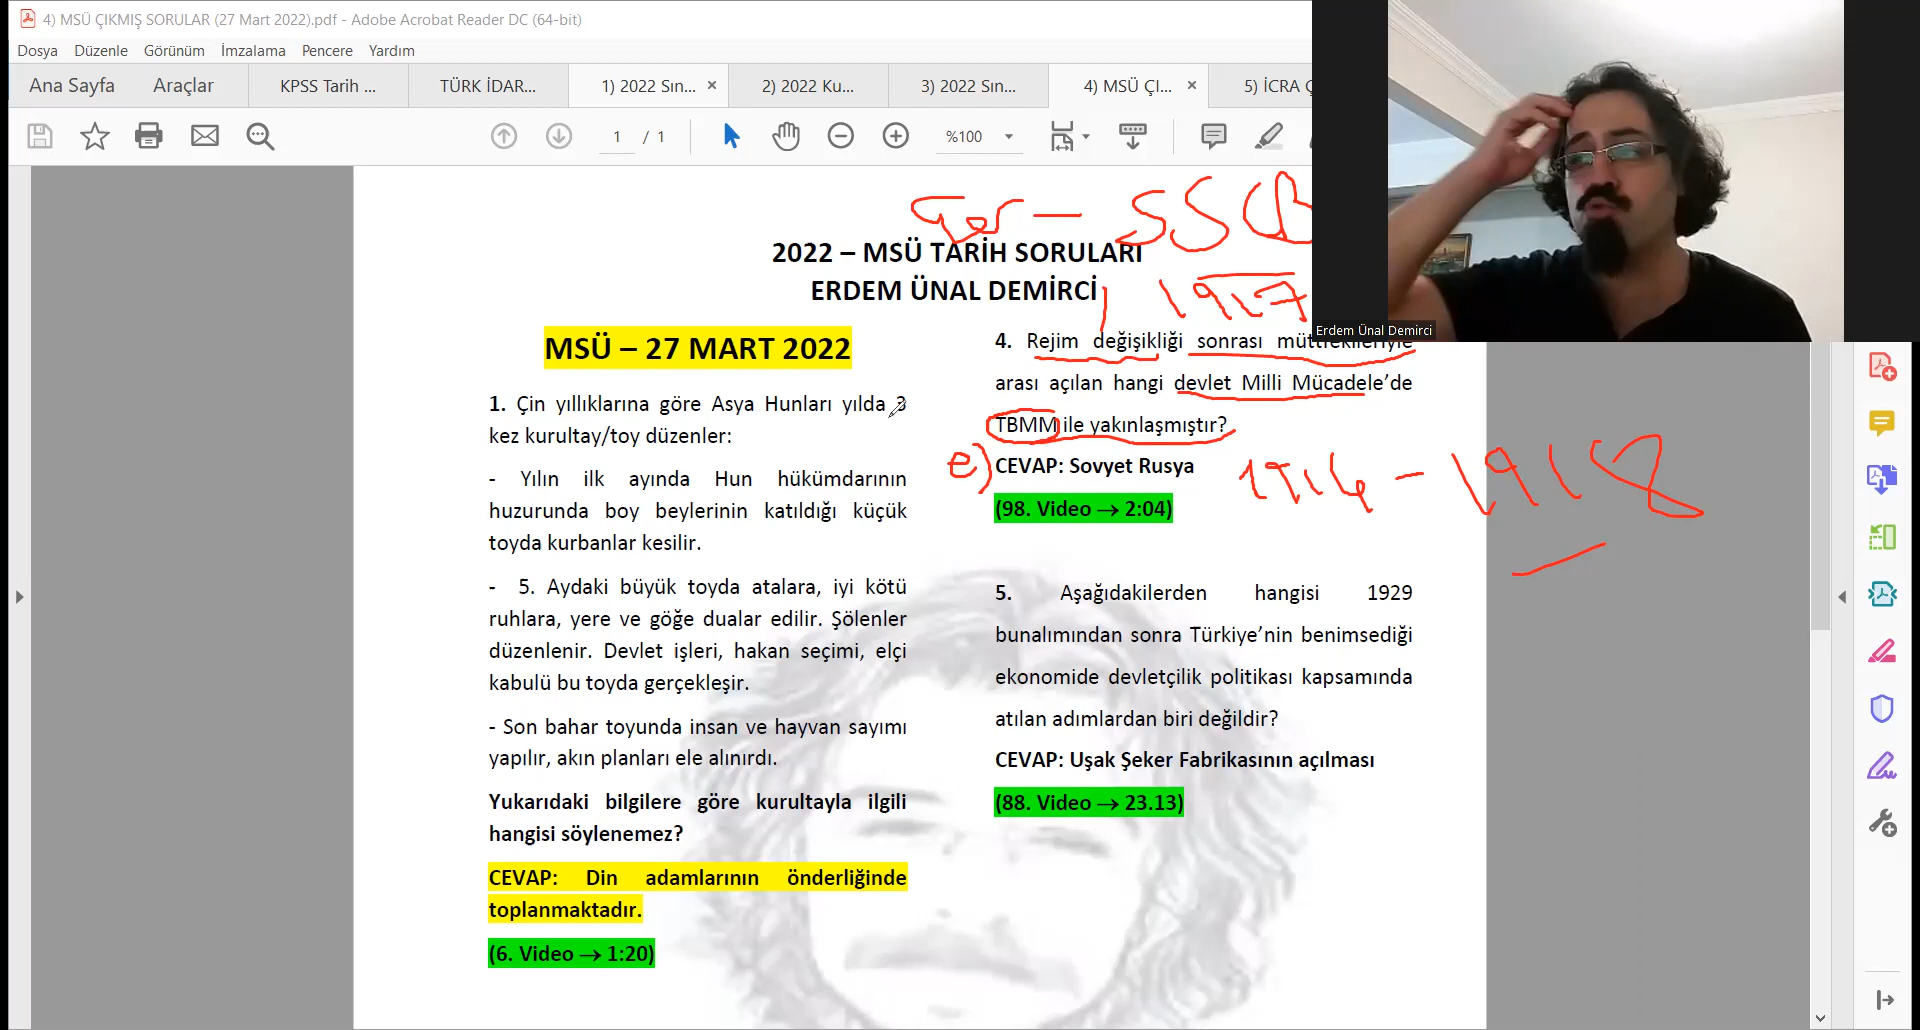 4) MSÜ ÇIKMIŞ SORULAR (27 Mart 2022).pdf - Adobe Acrobat Reader DC (64-bit)
Dosya Düzenle Görünüm İmzalama Pencere Yardım
Ana Sayfa Araçlar KPSS Tarih ... TÜRK İDAR... 1) 2022 Sın... × 2) 2022 Ku... 3) 2022 Sın... 4) MSÜ ÇI... × 5) İCRA Ç
1 / 1 %100
SSCB
2022 – MSÜ TARİH SORULARI
ERDEM ÜNAL DEMİRCİ
1917
Erdem Ünal Demirci
MSÜ – 27 MART 2022
1. Çin yıllıklarına göre Asya Hunları yılda 3
kez kurultay/toy düzenler:
- Yılın ilk ayında Hun hükümdarının
huzurunda boy beylerinin katıldığı küçük
toyda kurbanlar kesilir.
- 5. Aydaki büyük toyda atalara, iyi kötü
ruhlara, yere ve göğe dualar edilir. Şölenler
düzenlenir. Devlet işleri, hakan seçimi, elçi
kabulü bu toyda gerçekleşir.
- Son bahar toyunda insan ve hayvan sayımı
yapılır, akın planları ele alınırdı.
Yukarıdaki bilgilere göre kurultayla ilgili
hangisi söylenemez?
CEVAP: Din adamlarının önderliğinde
toplanmaktadır.
(6. Video → 1:20)
4. Rejim değişikliği sonrası müttefikleriyle
arası açılan hangi devlet Milli Mücadele’de
TBMM ile yakınlaşmıştır?
e) CEVAP: Sovyet Rusya
1914 - 1918
(98. Video → 2:04)
5. Aşağıdakilerden hangisi 1929
bunalımından sonra Türkiye’nin benimsediği
ekonomide devletçilik politikası kapsamında
atılan adımlardan biri değildir?
CEVAP: Uşak Şeker Fabrikasının açılması
(88. Video → 23.13)